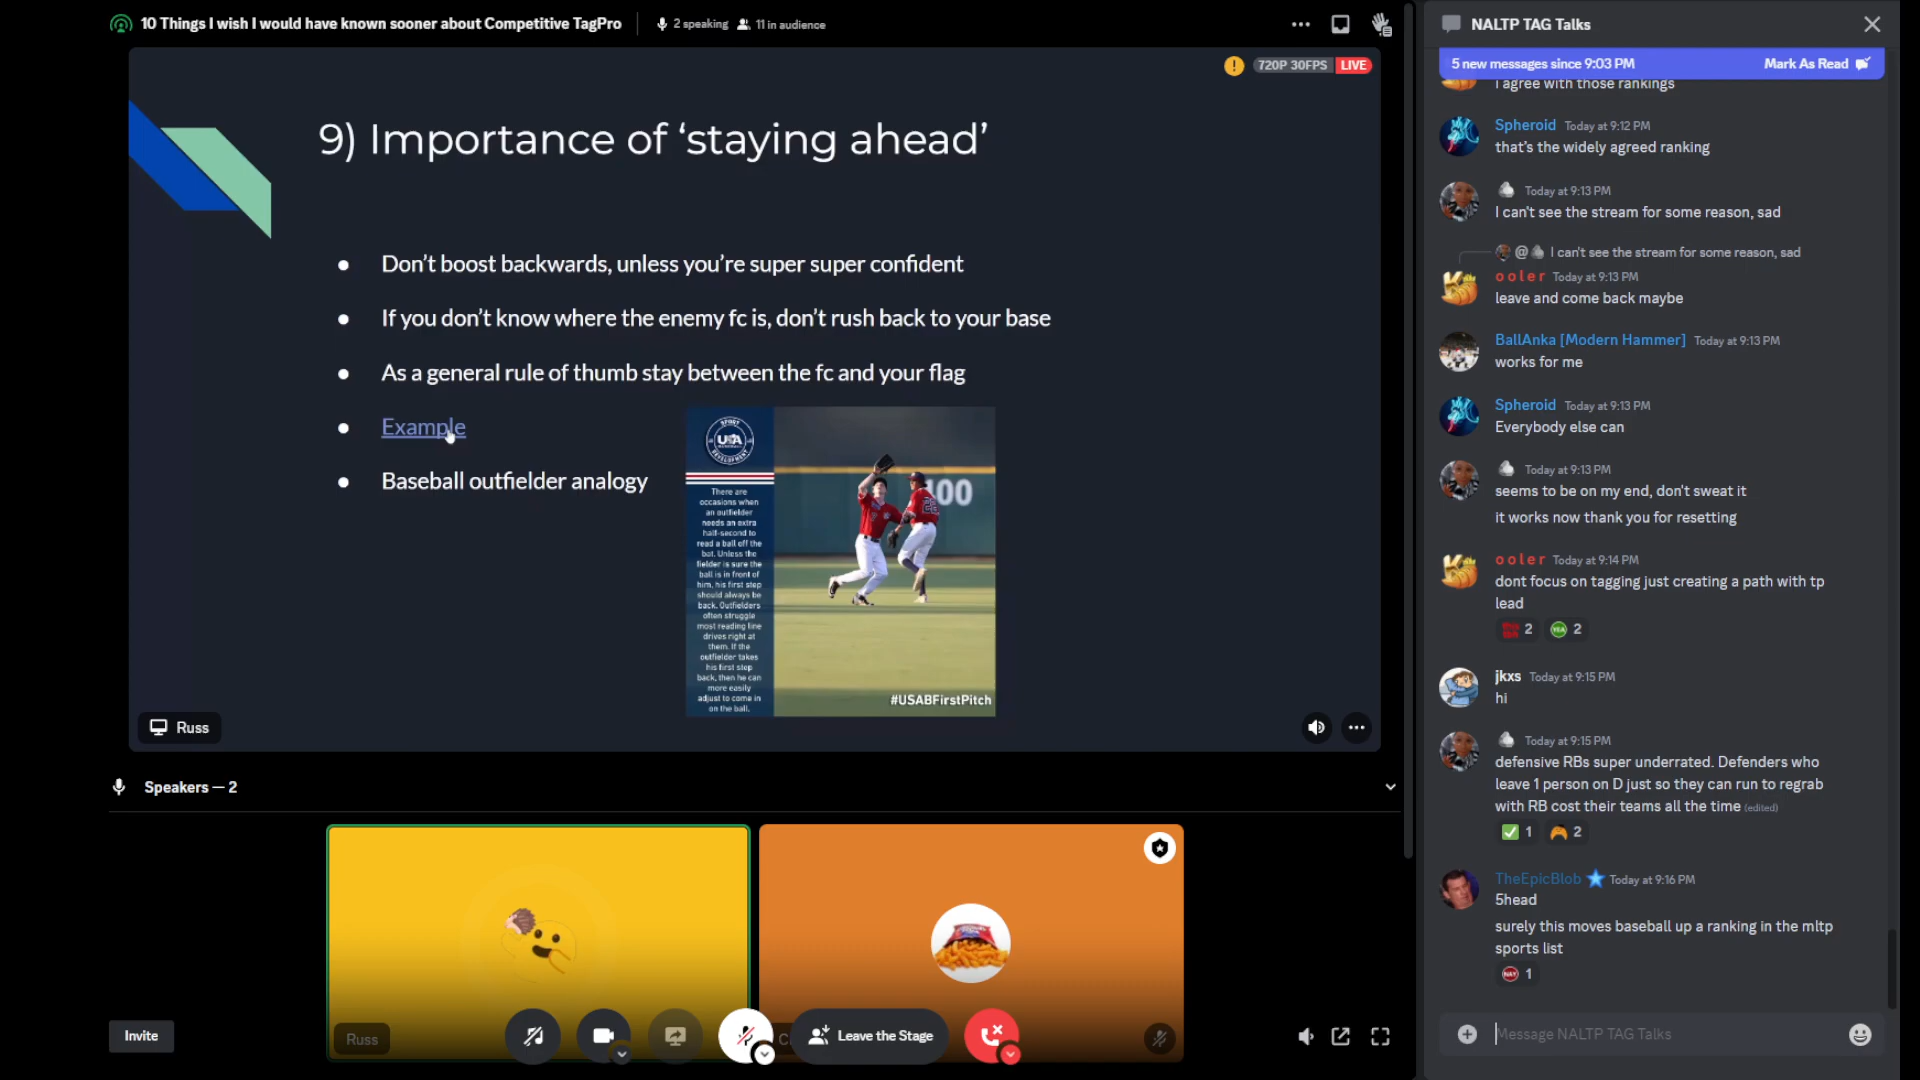 10 Things I wish I would have known sooner about Competitive TagPro
2 speaking
11 in audience
720P 30FPS
LIVE
9) Importance of ‘staying ahead’
Don’t boost backwards, unless you’re super super confident
If you don’t know where the enemy fc is, don’t rush back to your base
As a general rule of thumb stay between the fc and your flag
Example
Baseball outfielder analogy
SPORT
USA
DEVELOPMENT
There are
occasions when
an outfielder
needs an extra
half-second to
read a ball off the
bat. Unless the
fielder is sure the
ball is in front of
him, his first step
should always be
back. Outfielders
often struggle
most reading line
drives right at
them. If the
outfielder takes
his first step
back, then he can
more easily
adjust to come in
on the ball.
400
#USABFirstPitch
Russ
Speakers — 2
Russ
Invite
Leave the Stage
NALTP TAG Talks
5 new messages since 9:03 PM
Mark As Read
I agree with those rankings
Spheroid Today at 9:12 PM
that’s the widely agreed ranking
Today at 9:13 PM
I can't see the stream for some reason, sad
@ I can't see the stream for some reason, sad
o o l e r Today at 9:13 PM
leave and come back maybe
BallAnka [Modern Hammer] Today at 9:13 PM
works for me
Spheroid Today at 9:13 PM
Everybody else can
Today at 9:13 PM
seems to be on my end, don't sweat it
it works now thank you for resetting
o o l e r Today at 9:14 PM
dont focus on tagging just creating a path with tp
lead
2
YEA 2
jkxs Today at 9:15 PM
hi
Today at 9:15 PM
defensive RBs super underrated. Defenders who
leave 1 person on D just so they can run to regrab
with RB cost their teams all the time (edited)
1
2
TheEpicBlob Today at 9:16 PM
5head
surely this moves baseball up a ranking in the mltp
sports list
NAY 1
Message NALTP TAG Talks